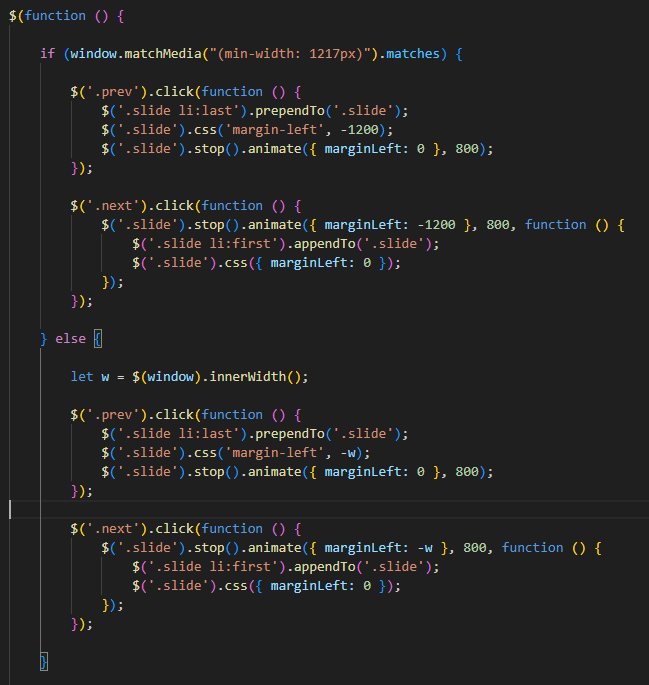 $(function () {
if (window.matchMedia("(min-width: 1217px)").matches) {
$('.prev').click(function () {
$('.slide li:last').prependTo('.slide');
$('.slide').css('margin-left', -1200);
$('.slide').stop().animate({ marginLeft: 0 }, 800);
});
$('.next').click(function () {
$('.slide').stop().animate({ marginLeft: -1200 }, 800, function () {
$('.slide li:first').appendTo('.slide');
$('.slide').css({ marginLeft: 0 });
});
});
} else {
let w = $(window).innerWidth();
$('.prev').click(function () {
$('.slide li:last').prependTo('.slide');
$('.slide').css('margin-left', -w);
$('.slide').stop().animate({ marginLeft: 0 }, 800);
});
$('.next').click(function () {
$('.slide').stop().animate({ marginLeft: -w }, 800, function () {
$('.slide li:first').appendTo('.slide');
$('.slide').css({ marginLeft: 0 });
});
});
}